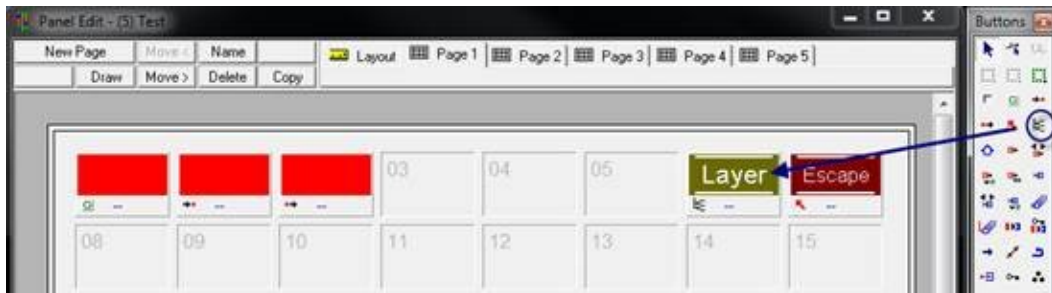 Panel Edit - (5) Test
Buttons
New Page Move < Name
Draw Move > Delete Copy
Layout Page 1 Page 2 Page 3 Page 4 Page 5
03 04 05 Layer Escape
08 09 10 11 12 13 14 15